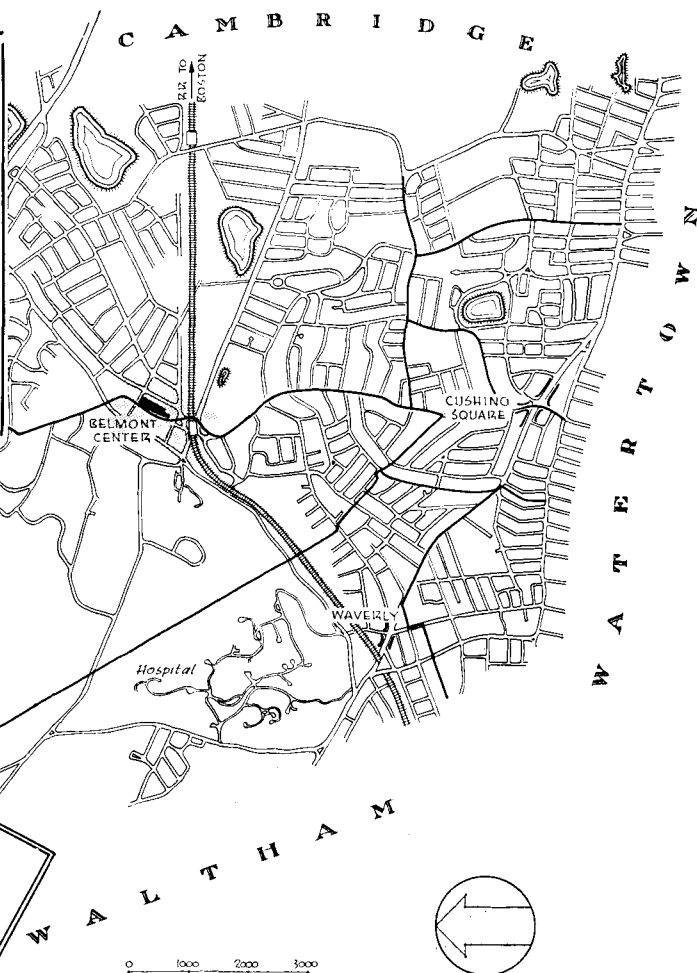 CAMBRIDGE
RR TO
BOSTON
WATERTOWN
CUSHING
SQUARE
BELMONT
CENTER
WAVERLY
Hospital
WALTHAM
0 1000 2000 3000